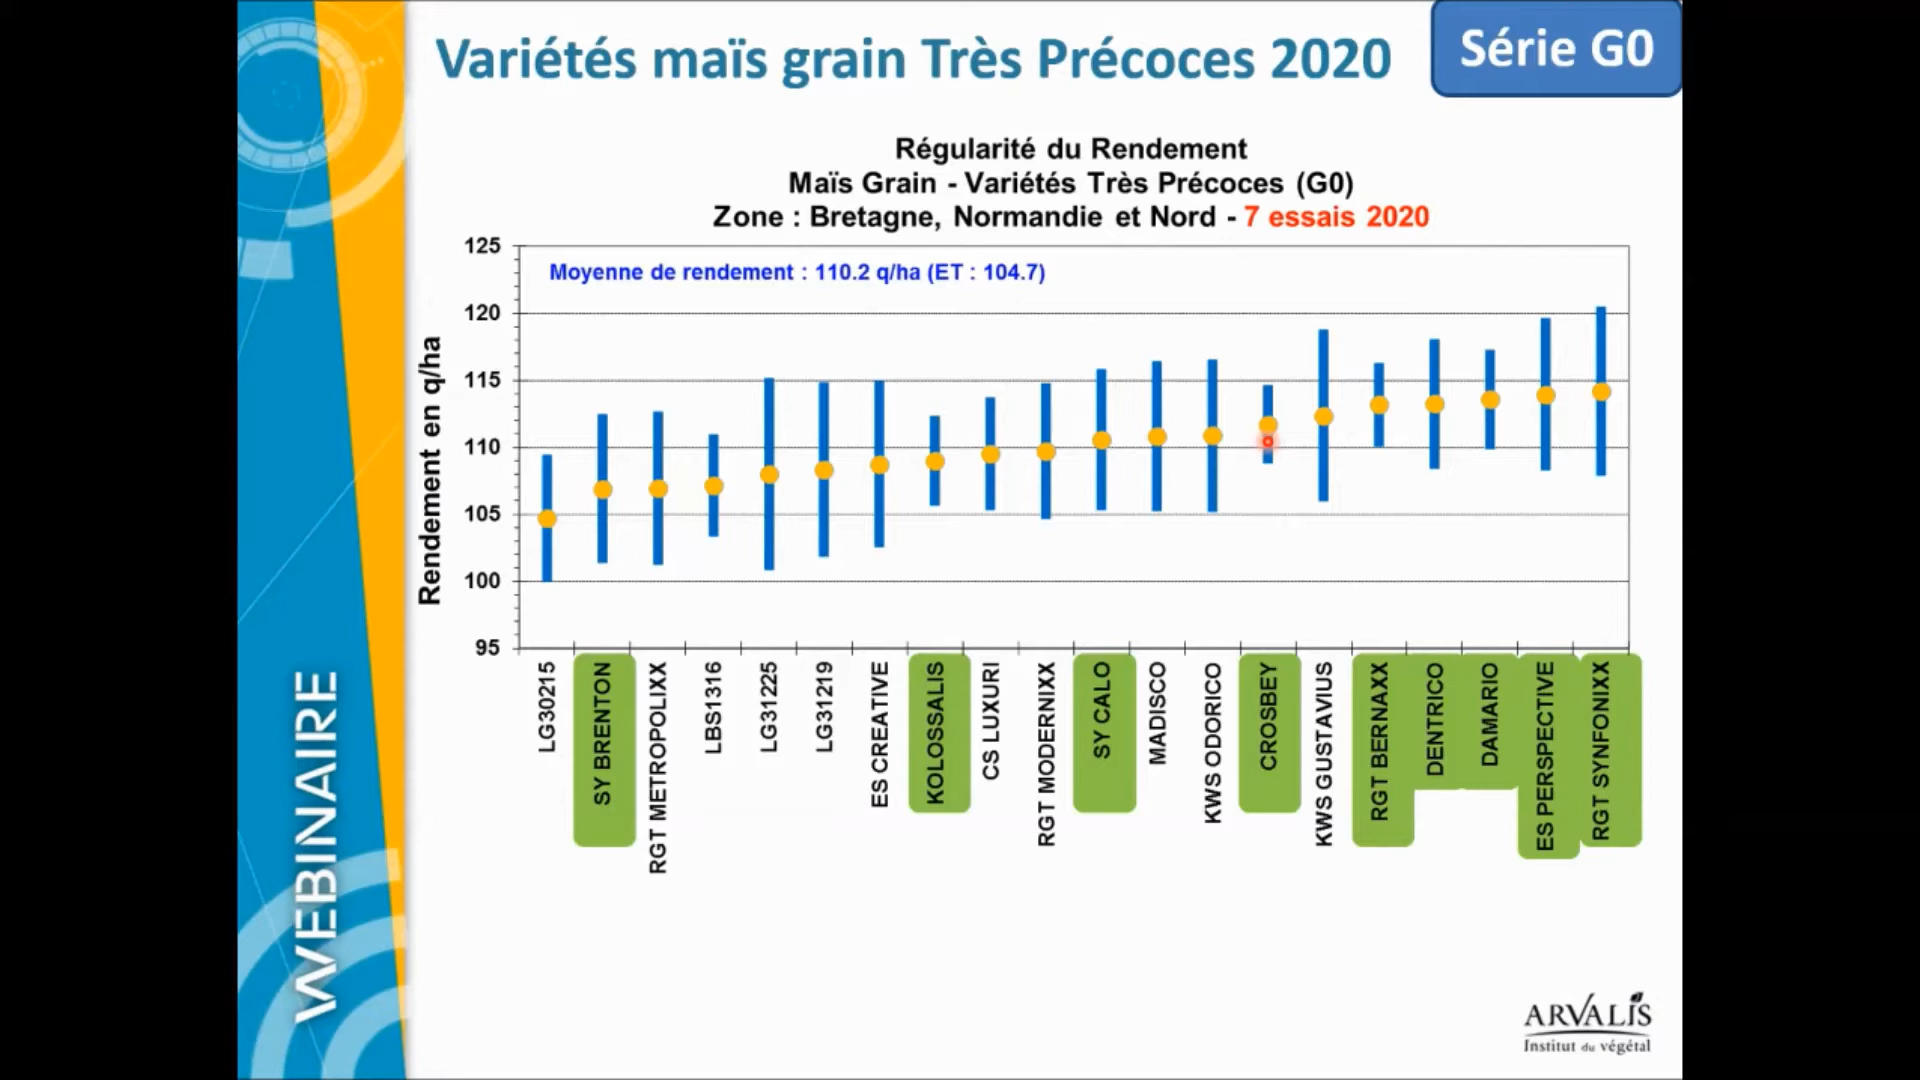 Variétés maïs grain Très Précoces 2020
Série G0
Régularité du Rendement
Maïs Grain - Variétés Très Précoces (G0)
Zone : Bretagne, Normandie et Nord - 7 essais 2020
Moyenne de rendement : 110.2 q/ha (ET : 104.7)
Rendement en q/ha
125
120
115
110
105
100
95
LG30215
SY BRENTON
RGT METROPOLIXX
LBS1316
LG31225
LG31219
ES CREATIVE
KOLOSSALIS
CS LUXURI
RGT MODERNIXX
SY CALO
MADISCO
KWS ODORICO
CROSBEY
KWS GUSTAVIUS
RGT BERNAXX
DENTRICO
DAMARIO
ES PERSPECTIVE
RGT SYNFONIXX
WEBINAIRE
ARVALIS
Institut du végétal